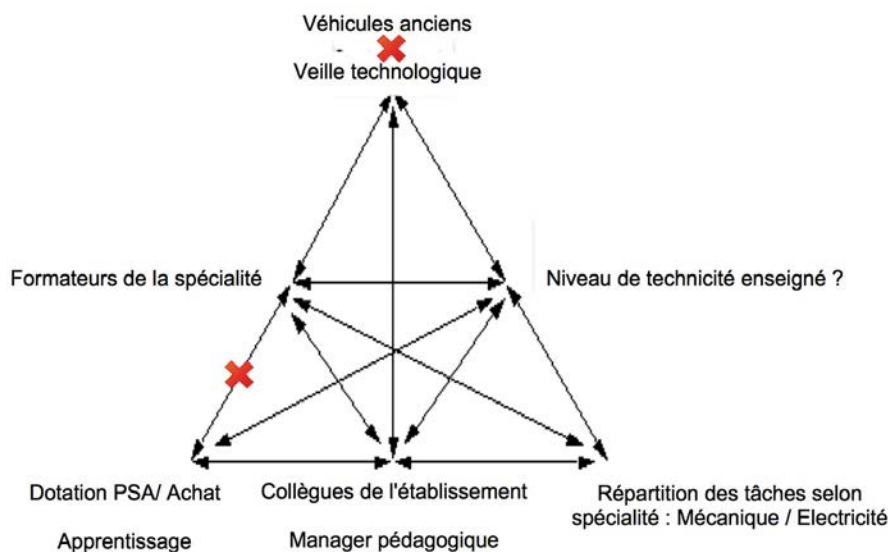 Véhicules anciens
Veille technologique
Formateurs de la spécialité
Niveau de technicité enseigné ?
Dotation PSA/ Achat
Apprentissage
Collègues de l'établissement
Manager pédagogique
Répartition des tâches selon
spécialité : Mécanique / Electricité